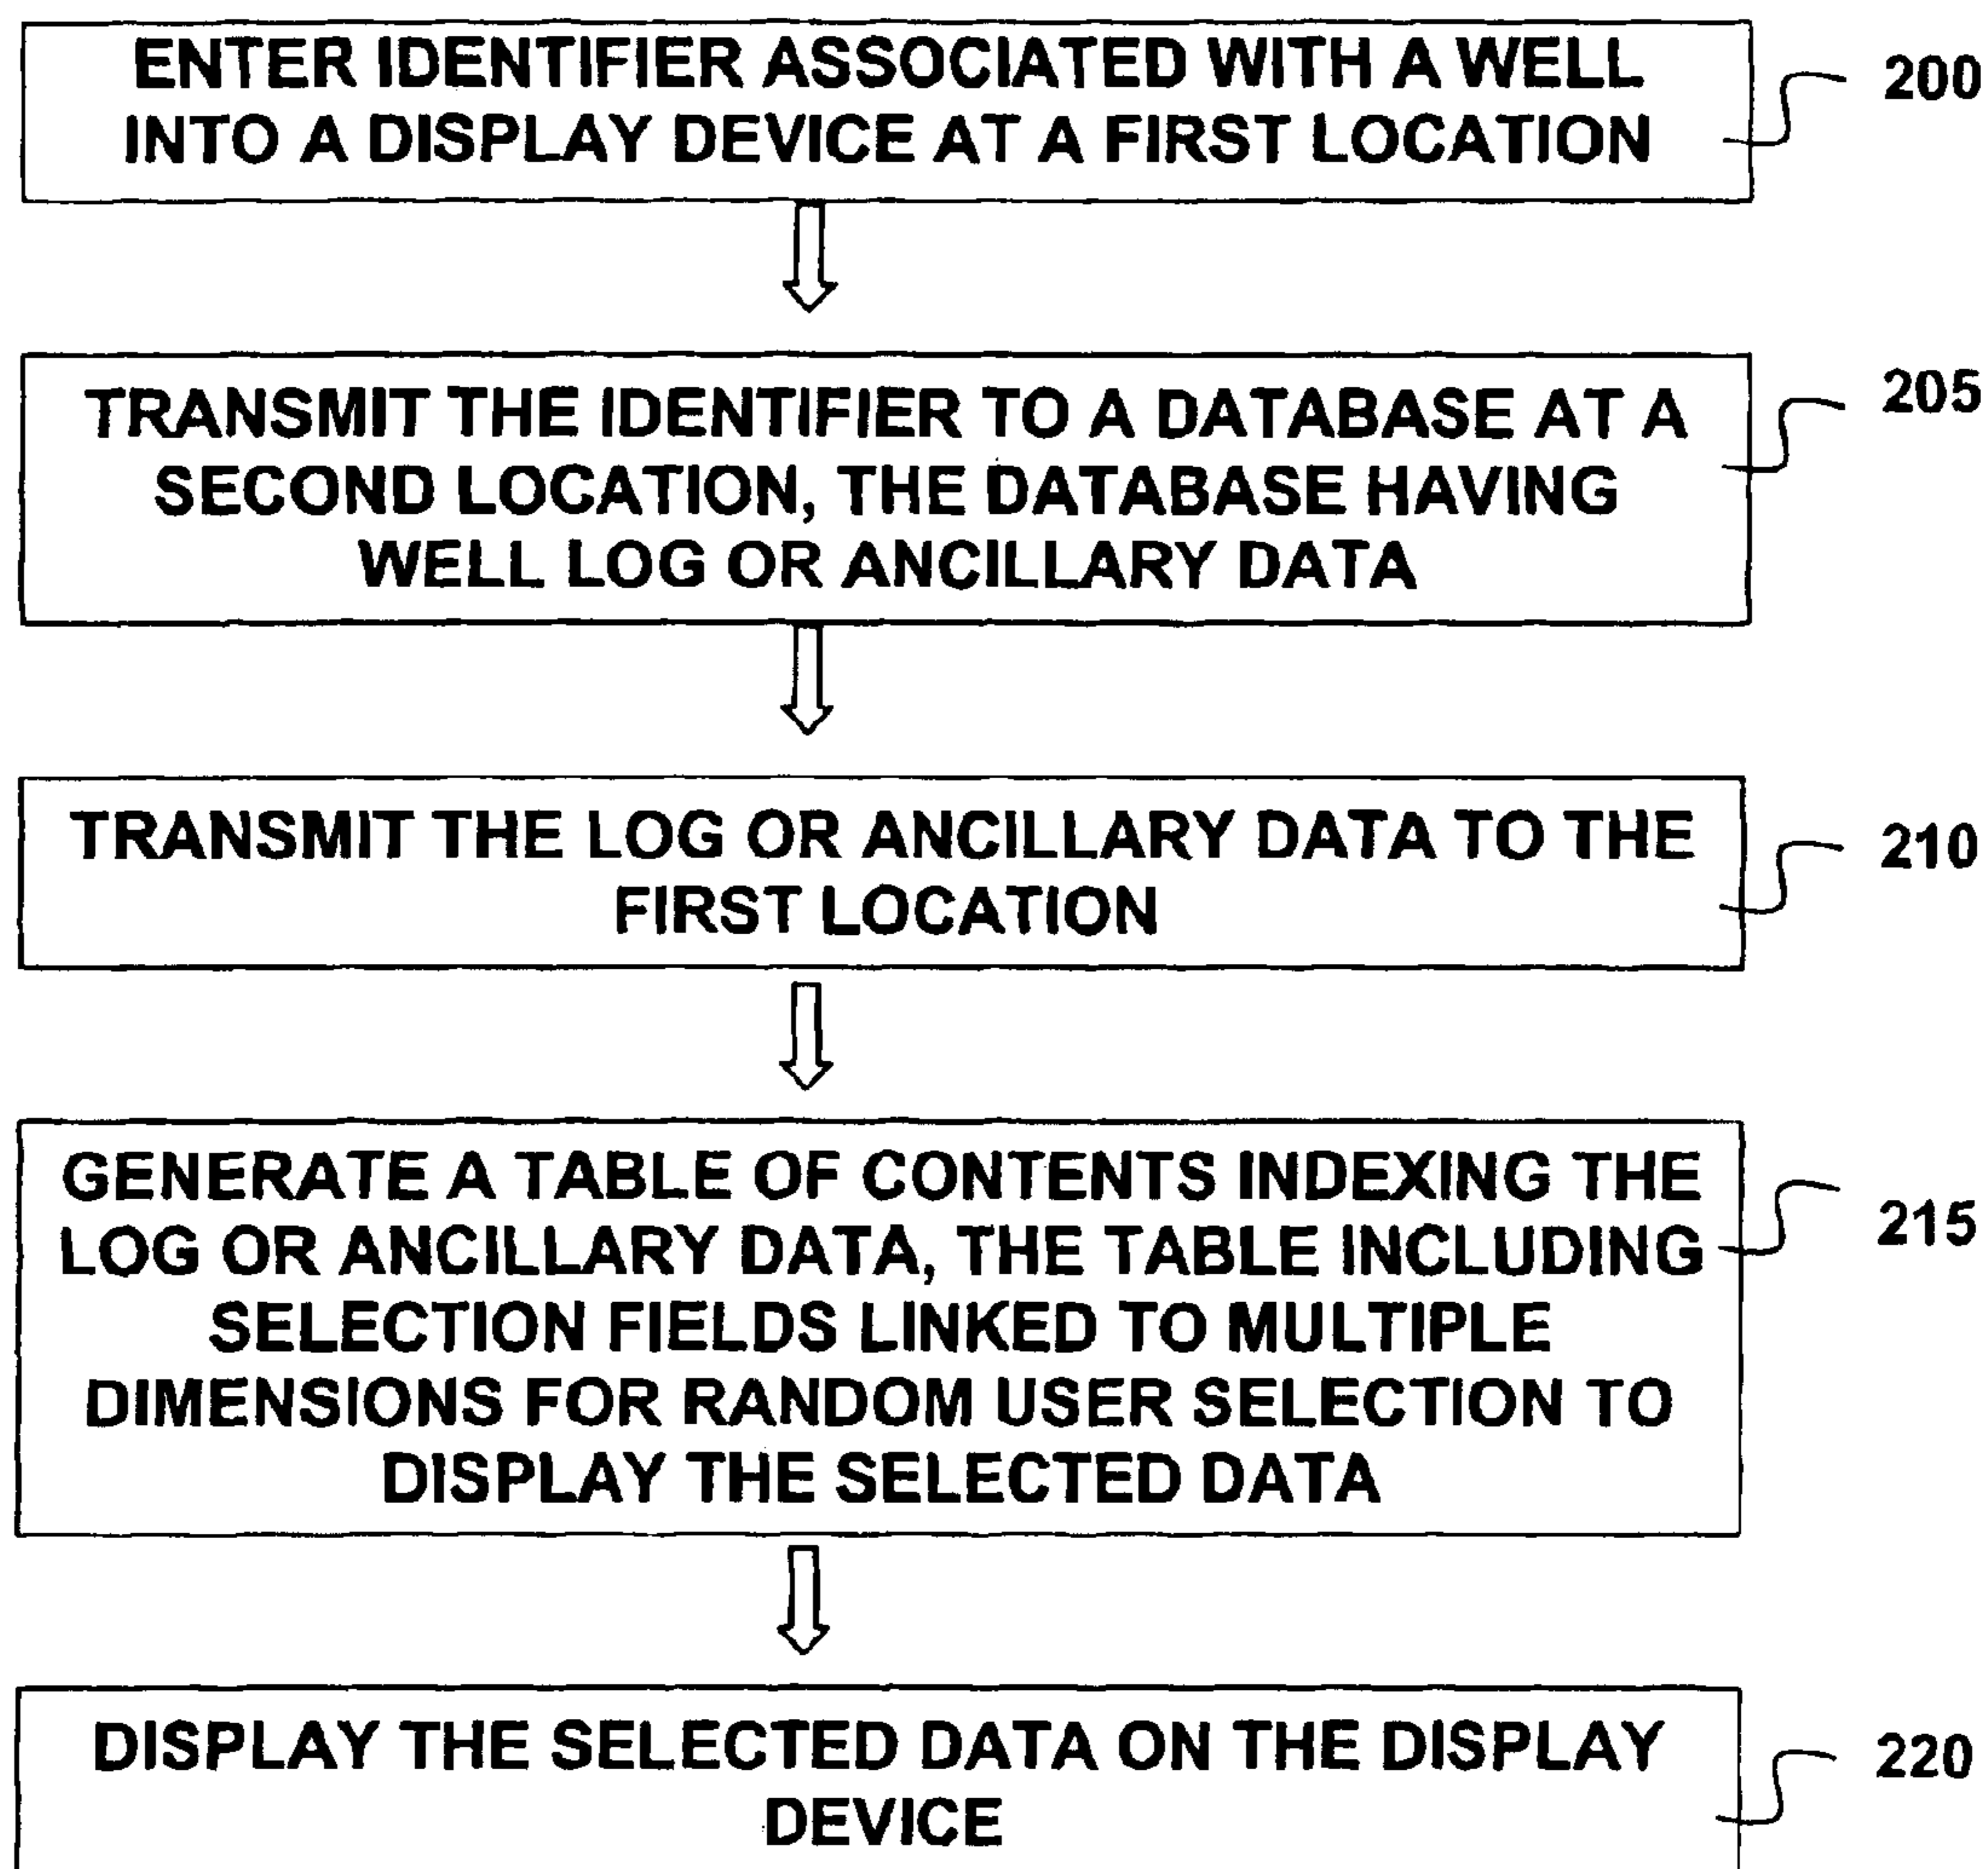 ENTER IDENTIFIER ASSOCIATED WITH A WELL
INTO A DISPLAY DEVICE AT A FIRST LOCATION
200
TRANSMIT THE IDENTIFIER TO A DATABASE AT A
SECOND LOCATION, THE DATABASE HAVING
WELL LOG OR ANCILLARY DATA
205
TRANSMIT THE LOG OR ANCILLARY DATA TO THE
FIRST LOCATION
210
GENERATE A TABLE OF CONTENTS INDEXING THE
LOG OR ANCILLARY DATA, THE TABLE INCLUDING
SELECTION FIELDS LINKED TO MULTIPLE
DIMENSIONS FOR RANDOM USER SELECTION TO
DISPLAY THE SELECTED DATA
215
DISPLAY THE SELECTED DATA ON THE DISPLAY
DEVICE
220